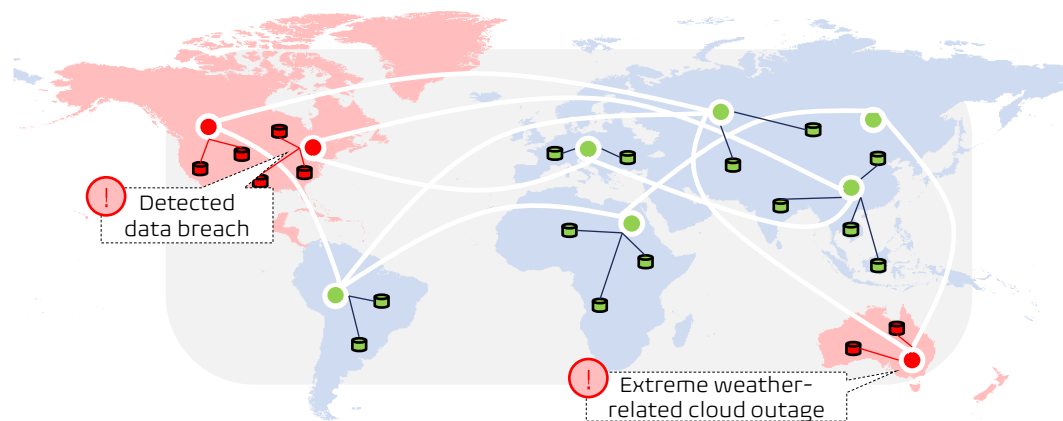 !
Detected
data breach
!
Extreme weather-
related cloud outage